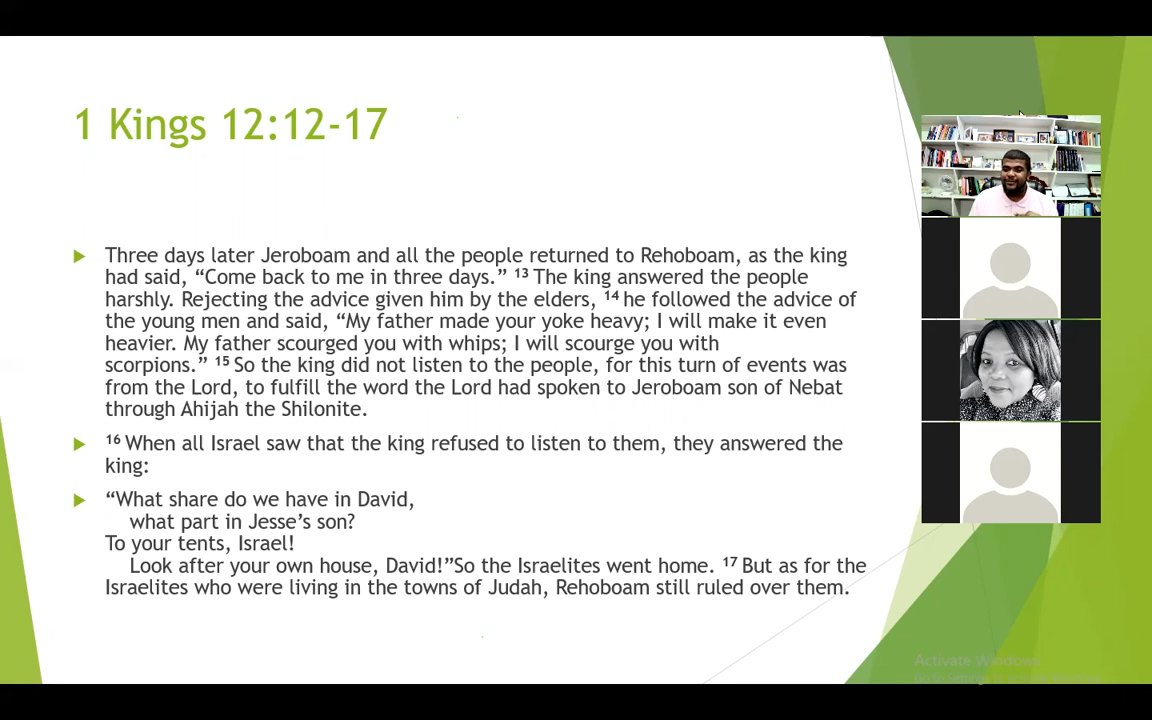 1 Kings 12:12-17
Three days later Jeroboam and all the people returned to Rehoboam, as the king
had said, “Come back to me in three days.” 13 The king answered the people
harshly. Rejecting the advice given him by the elders, 14 he followed the advice of
the young men and said, “My father made your yoke heavy; I will make it even
heavier. My father scourged you with whips; I will scourge you with
scorpions.” 15 So the king did not listen to the people, for this turn of events was
from the Lord, to fulfill the word the Lord had spoken to Jeroboam son of Nebat
through Ahijah the Shilonite.
16 When all Israel saw that the king refused to listen to them, they answered the
king:
“What share do we have in David,
what part in Jesse’s son?
To your tents, Israel!
Look after your own house, David!”So the Israelites went home. 17 But as for the
Israelites who were living in the towns of Judah, Rehoboam still ruled over them.
Activate Windows
Go to Settings to activate Windows.